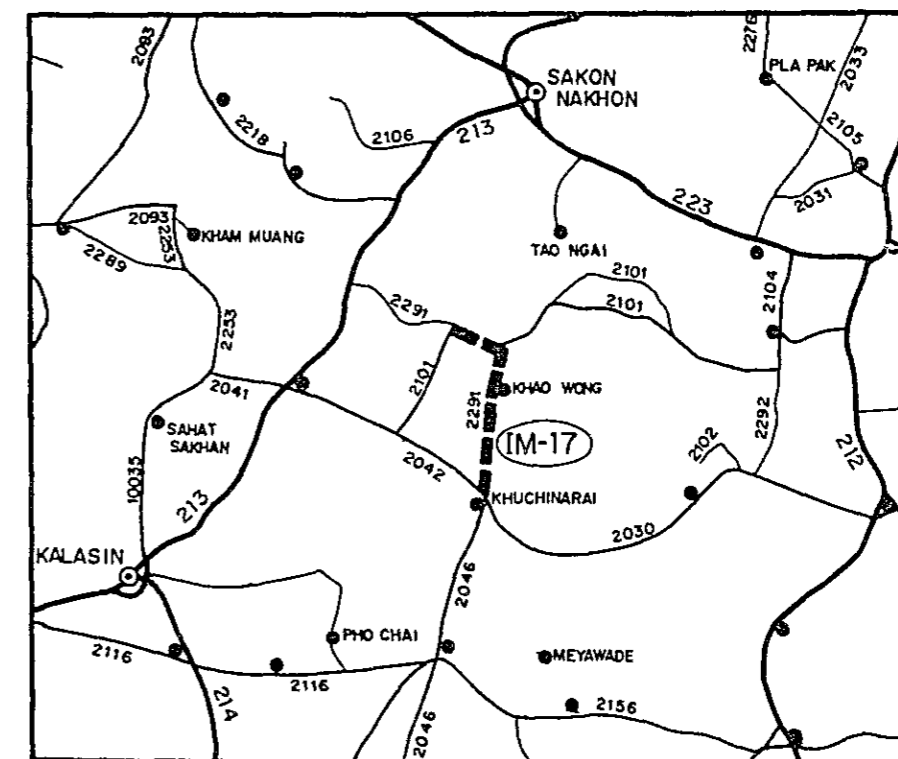 2093
2276
PLA PAK
2033
SAKON
NAKHON
2218
2106
213
2105
223
2031
2093
2253
KHAM MUANG
2289
TAO NGAI
2101
2101
2104
2291
2253
2101
2041
2291
KHAO WONG
2292
SAHAT
SAKHAN
IM-17
2102
212
2042
10035
213
KHUCHINARAI
2030
KALASIN
2046
PHO CHAI
MEYAWADE
2116
2116
214
2156
2046